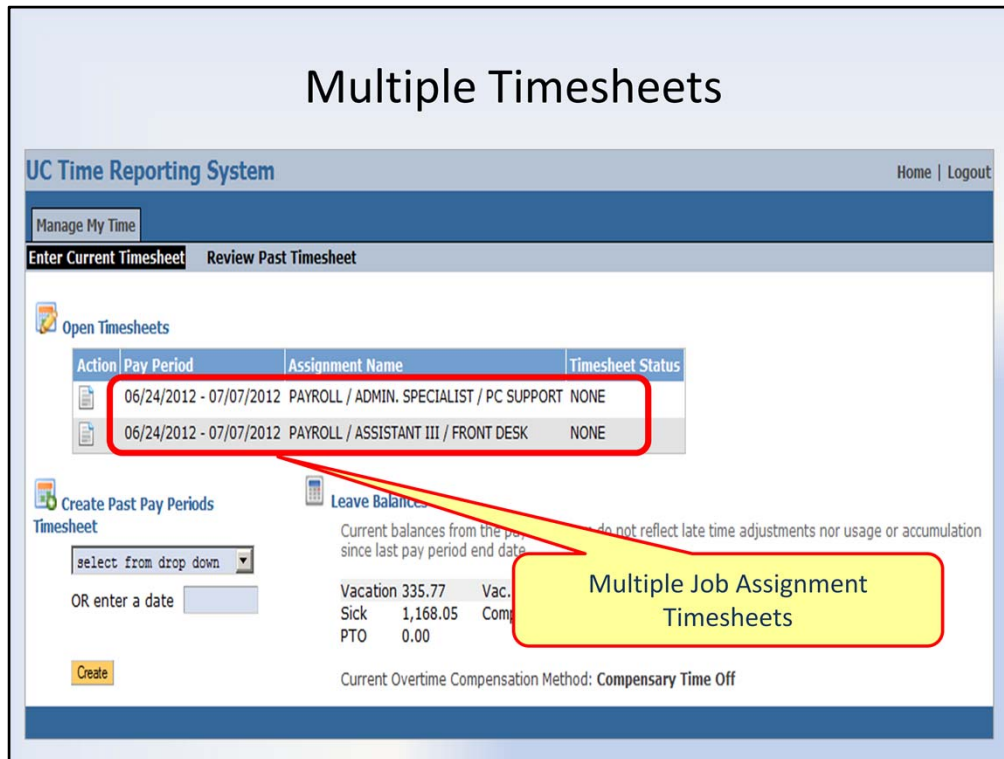 Multiple Timesheets
UC Time Reporting System
Home | Logout
Manage My Time
Enter Current Timesheet Review Past Timesheet
Open Timesheets
Action Pay Period Assignment Name Timesheet Status
06/24/2012 - 07/07/2012 PAYROLL / ADMIN. SPECIALIST / PC SUPPORT NONE
06/24/2012 - 07/07/2012 PAYROLL / ASSISTANT III / FRONT DESK NONE
Create Past Pay Periods
Timesheet
select from drop down
OR enter a date
Create
Leave Balances
Current balances from the do not reflect late time adjustments nor usage or accumulation
since last pay period end date
Vacation 335.77 Vac.
Sick 1,168.05
PTO 0.00
Current Overtime Compensation Method: Compensary Time Off
Multiple Job Assignment
Timesheets